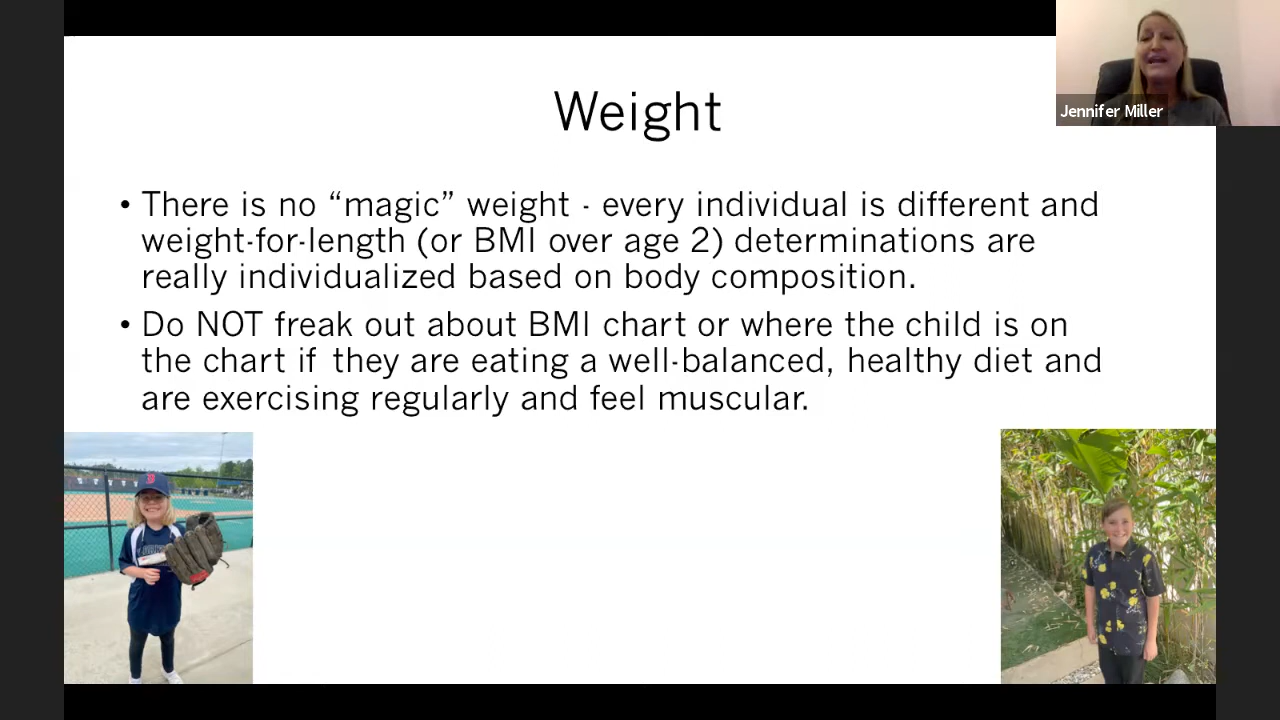 Weight
Jennifer Miller
• There is no “magic” weight - every individual is different and
weight-for-length (or BMI over age 2) determinations are
really individualized based on body composition.
• Do NOT freak out about BMI chart or where the child is on
the chart if they are eating a well-balanced, healthy diet and
are exercising regularly and feel muscular.
B